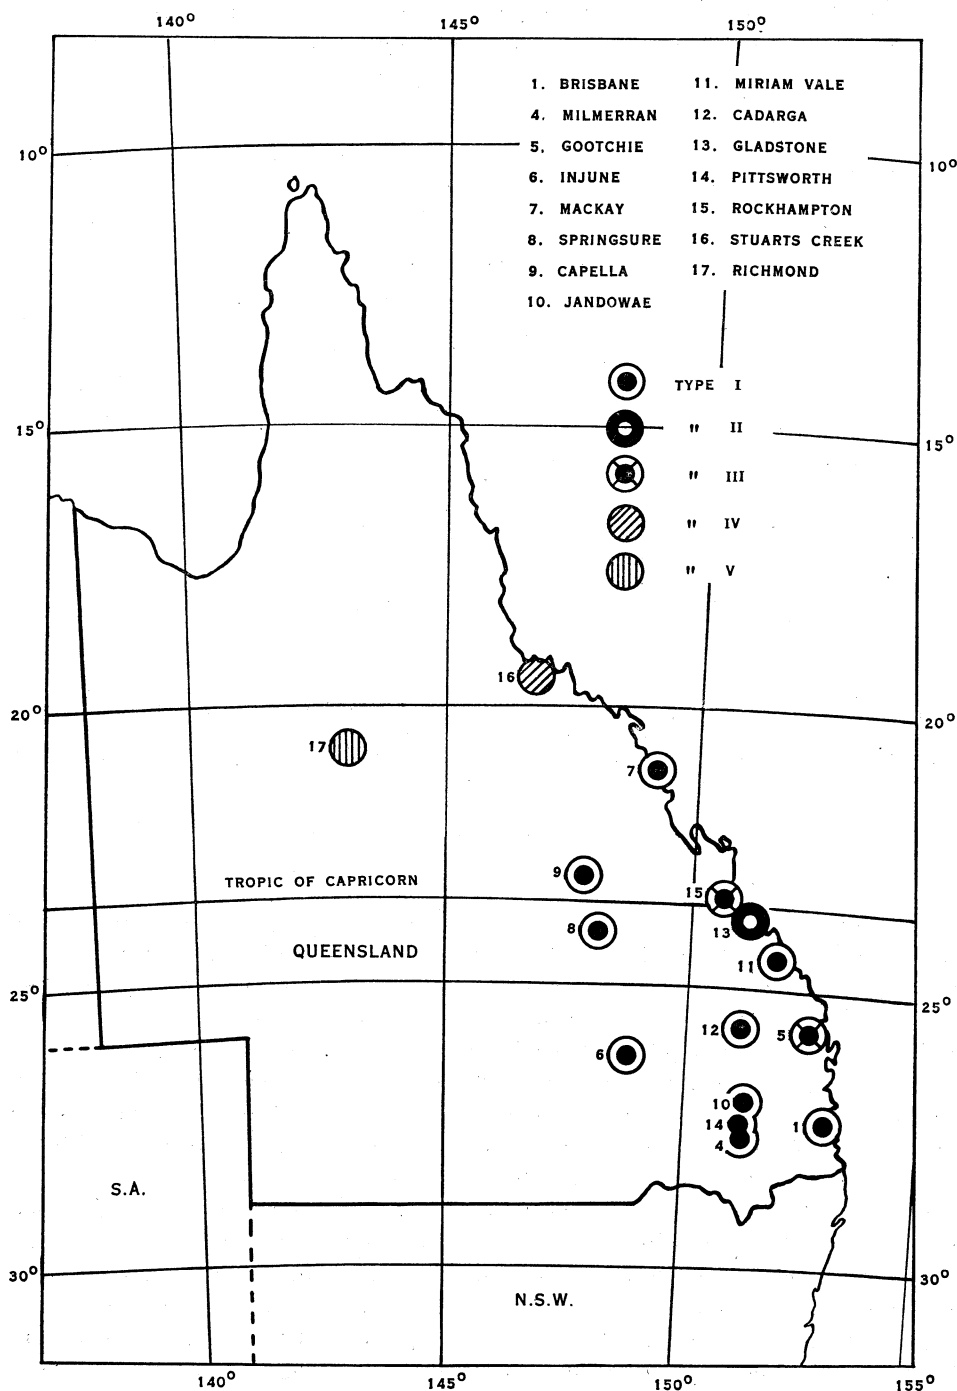 140° 145° 150°
1. BRISBANE 11. MIRIAM VALE
4. MILMERRAN 12. CADARGA
5. GOOTCHIE 13. GLADSTONE
10° 10°
6. INJUNE 14. PITTSWORTH
7. MACKAY 15. ROCKHAMPTON
8. SPRINGSURE 16. STUARTS CREEK
9. CAPELLA 17. RICHMOND
10. JANDOWAE
TYPE I
" II
15° 15°
" III
" IV
" V
16
20° 20°
17
7
9
TROPIC OF CAPRICORN
15
8
13
QUEENSLAND
11
25° 25°
12
5
6
10
14
1
4
S.A.
30° 30°
N.S.W.
140° 145° 150° 155°